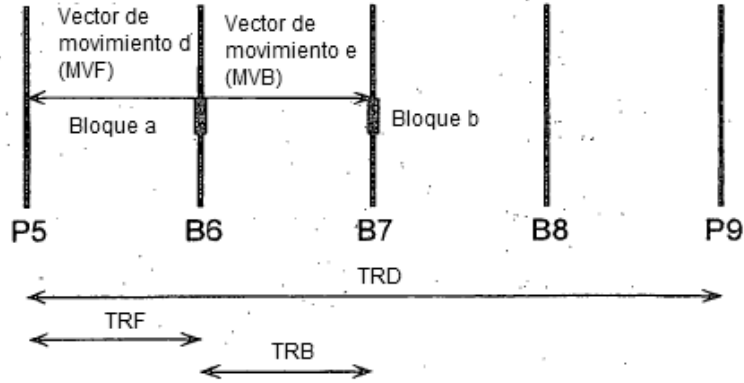 Vector de
movimiento d
(MVF)
Vector de
movimiento e
(MVB)
Bloque a
Bloque b
P5
B6
B7
B8
P9
TRD
TRF
TRB